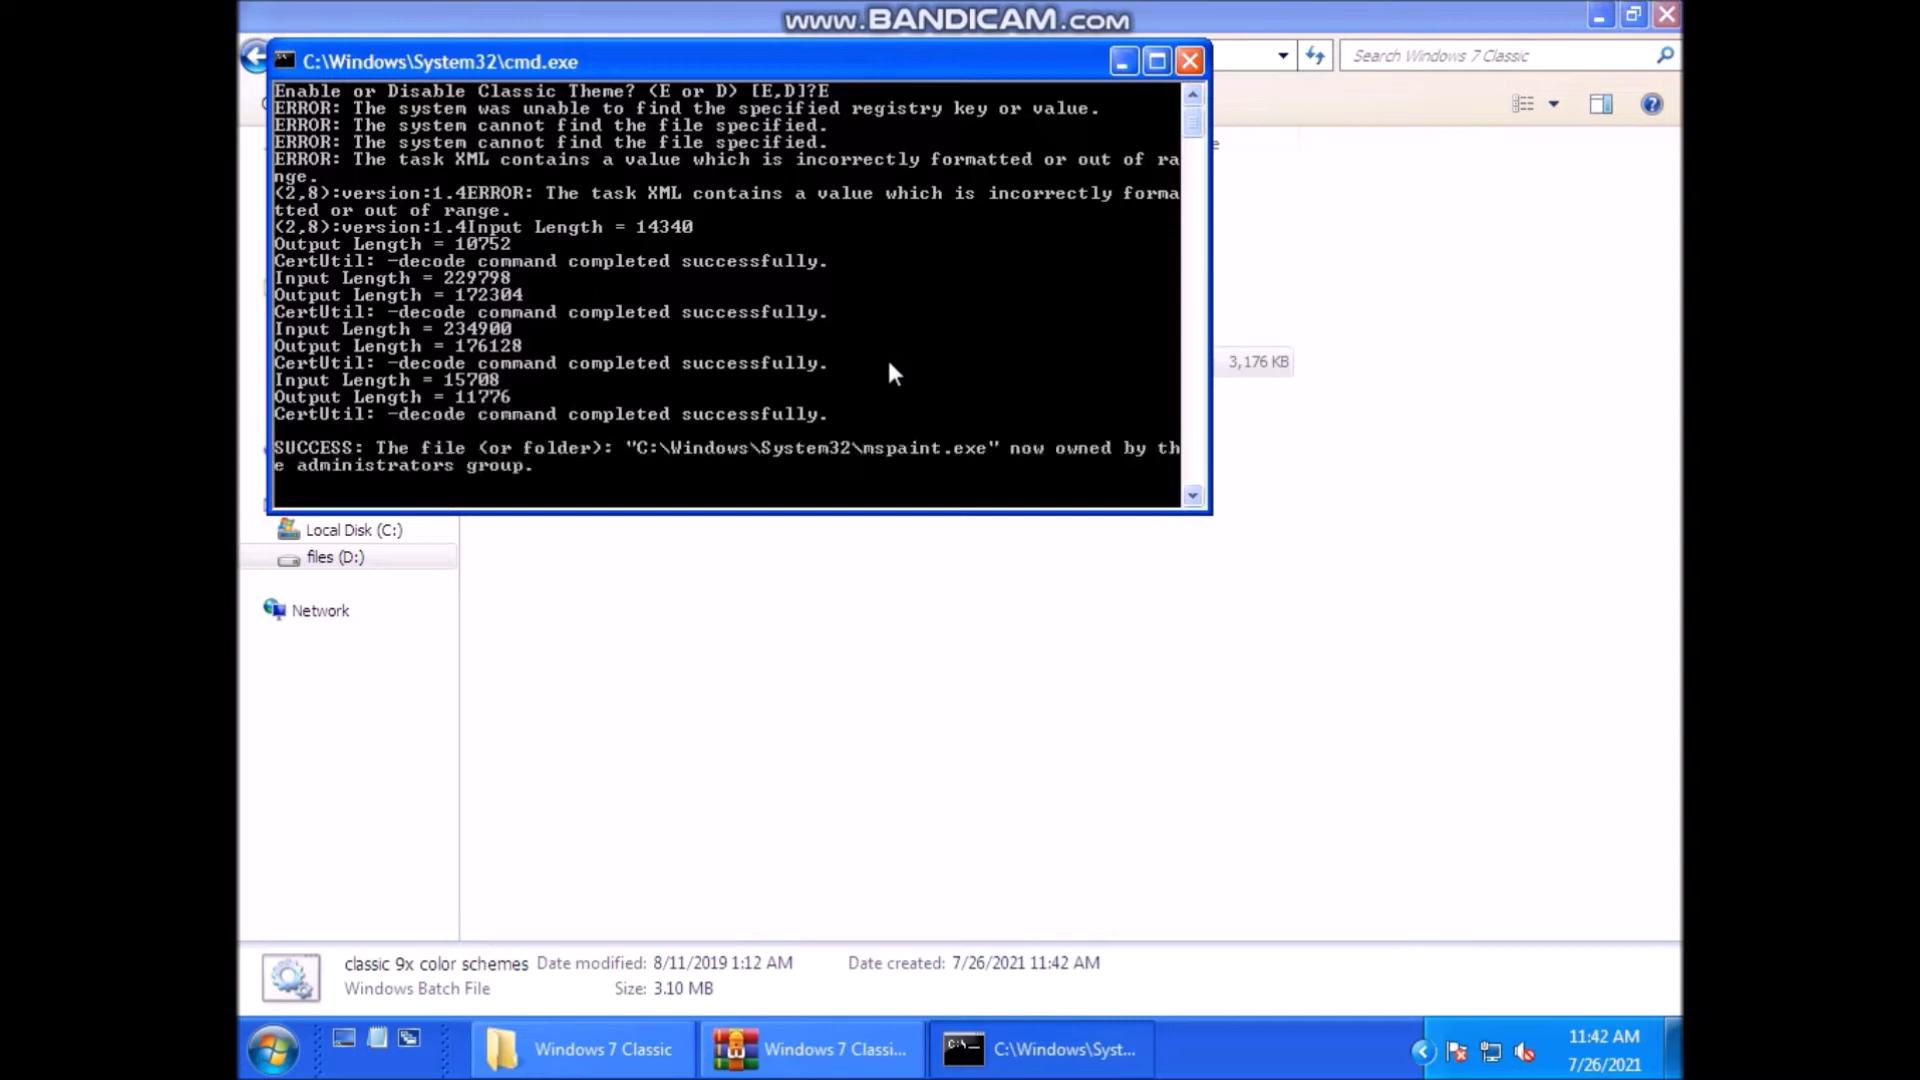 www.BANDICAM.com
C:\Windows\System32\cmd.exe
Search Windows 7 Classic
Enable or Disable Classic Theme? (E or D) [E,D]?E
ERROR: The system was unable to find the specified registry key or value.
ERROR: The system cannot find the file specified.
ERROR: The system cannot find the file specified.
ERROR: The task XML contains a value which is incorrectly formatted or out of ra
nge.
(2,8):version:1.4ERROR: The task XML contains a value which is incorrectly forma
tted or out of range.
(2,8):version:1.4Input Length = 14340
Output Length = 10752
CertUtil: -decode command completed successfully.
Input Length = 229798
Output Length = 172304
CertUtil: -decode command completed successfully.
Input Length = 234900
Output Length = 176128
CertUtil: -decode command completed successfully.
Input Length = 15708
Output Length = 11776
CertUtil: -decode command completed successfully.
SUCCESS: The file (or folder): "C:\Windows\System32\mspaint.exe" now owned by th
e administrators group.
3,176 KB
Local Disk (C:)
files (D:)
Network
classic 9x color schemes Date modified: 8/11/2019 1:12 AM Date created: 7/26/2021 11:42 AM
Windows Batch File Size: 3.10 MB
Windows 7 Classic
Windows 7 Classi...
C:\Windows\Syst...
11:42 AM
7/26/2021